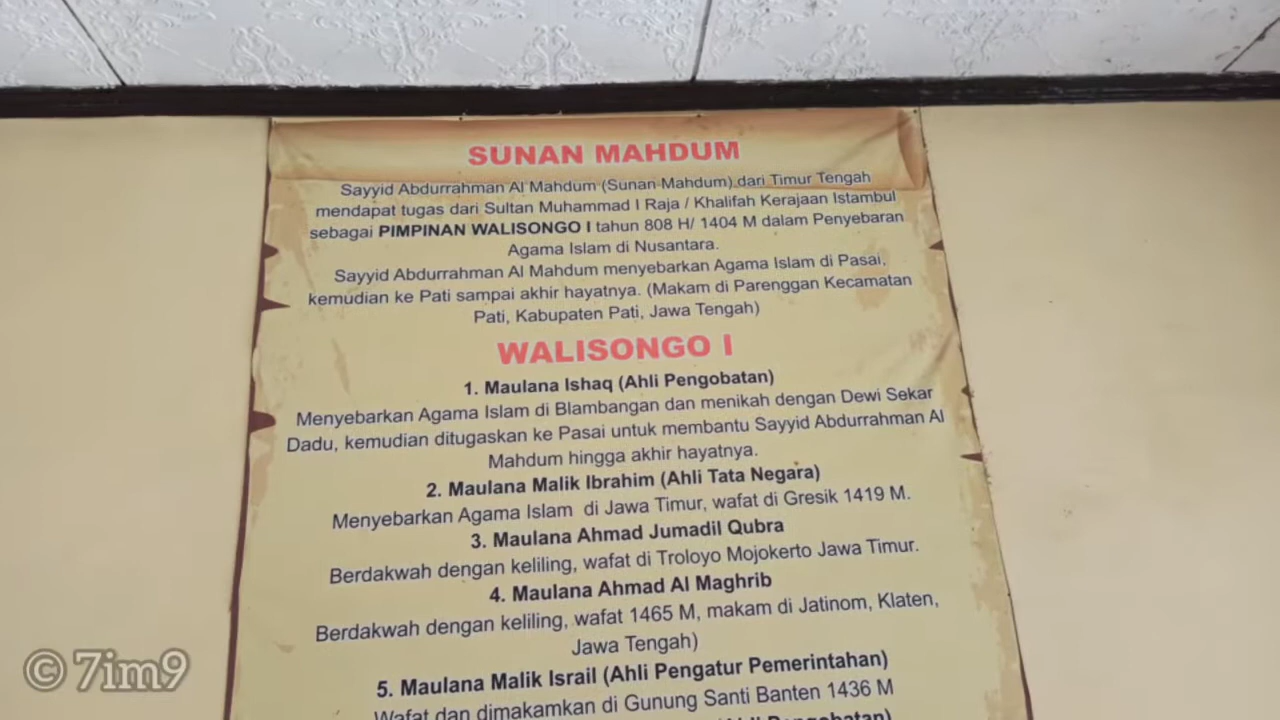 SUNAN MAHDUM
Sayyid Abdurrahman Al Mahdum (Sunan Mahdum) dari Timur Tengah
mendapat tugas dari Sultan Muhammad I Raja / Khalifah Kerajaan Istambul
sebagai PIMPINAN WALISONGO I tahun 808 H/ 1404 M dalam Penyebaran
Agama Islam di Nusantara.
Sayyid Abdurrahman Al Mahdum menyebarkan Agama Islam di Pasai,
kemudian ke Pati sampai akhir hayatnya. (Makam di Parenggan Kecamatan
Pati, Kabupaten Pati, Jawa Tengah)
WALISONGO I
1. Maulana Ishaq (Ahli Pengobatan)
Menyebarkan Agama Islam di Blambangan dan menikah dengan Dewi Sekar
Dadu, kemudian ditugaskan ke Pasai untuk membantu Sayyid Abdurrahman Al
Mahdum hingga akhir hayatnya.
2. Maulana Malik Ibrahim (Ahli Tata Negara)
Menyebarkan Agama Islam di Jawa Timur, wafat di Gresik 1419 M.
3. Maulana Ahmad Jumadil Qubra
Berdakwah dengan keliling, wafat di Troloyo Mojokerto Jawa Timur.
4. Maulana Ahmad Al Maghrib
Berdakwah dengan keliling, wafat 1465 M, makam di Jatinom, Klaten,
Jawa Tengah)
5. Maulana Malik Israil (Ahli Pengatur Pemerintahan)
Wafat dan dimakamkan di Gunung Santi Banten 1436 M
(Ahli Pengobatan)
© 7im9